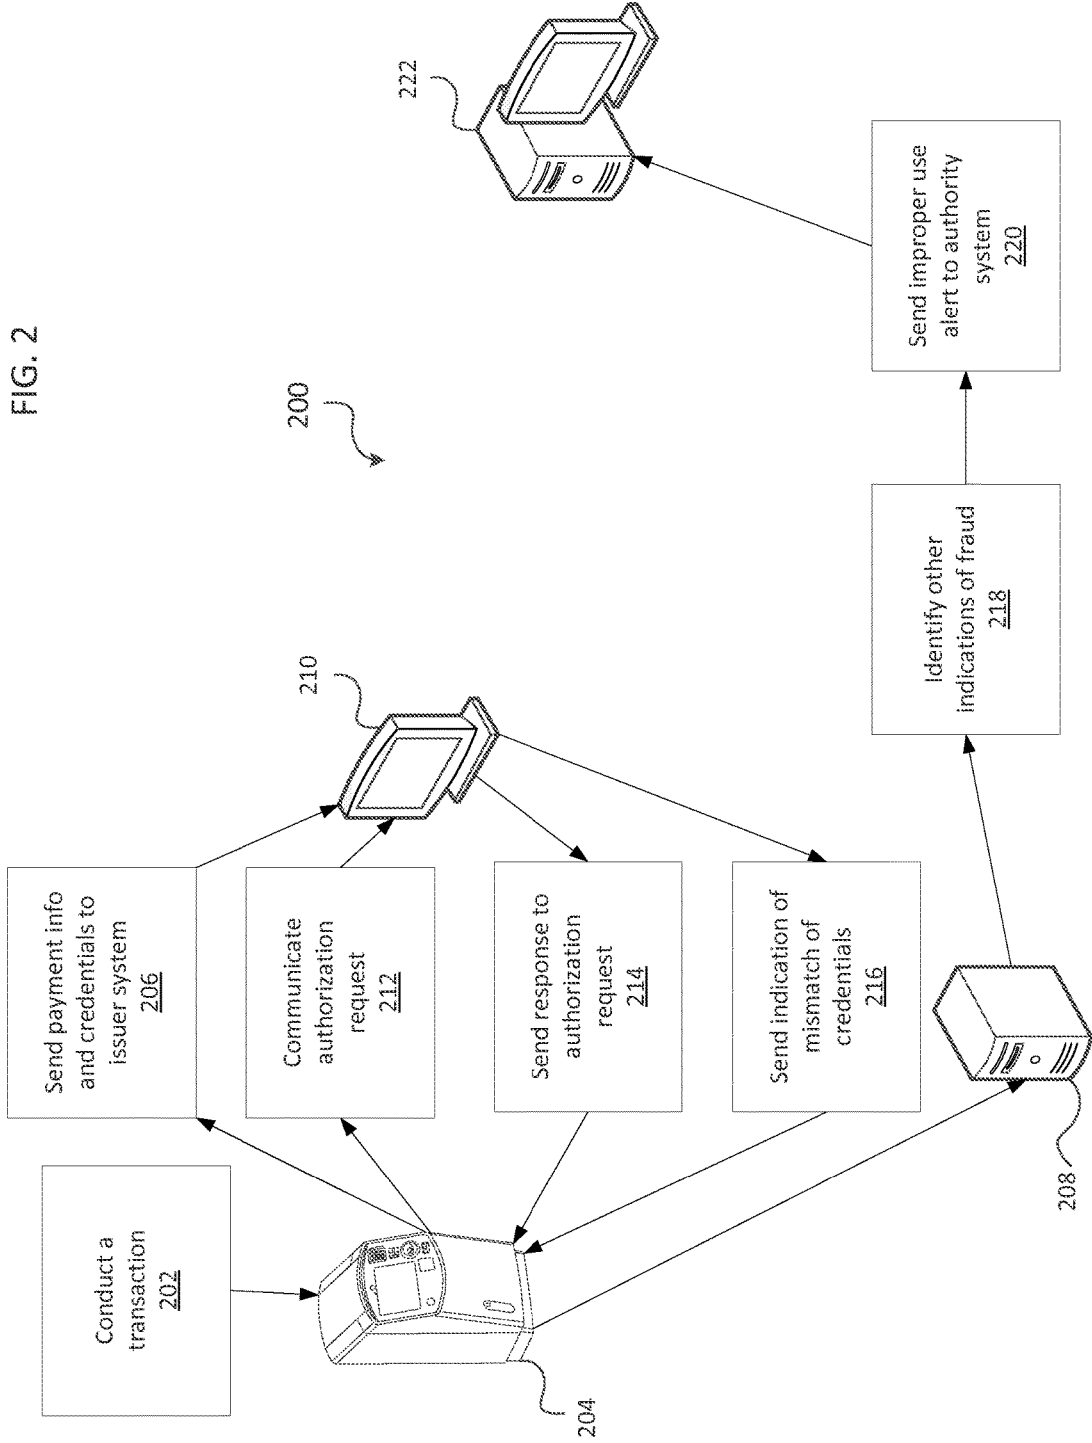 FIG. 2
200
Conduct a
transaction
202
204
Send payment info
and credentials to
issuer system
206
Communicate
authorization
request
212
Send response to
authorization
request
214
Send indication of
mismatch of
credentials
216
208
210
Identify other
indications of fraud
218
Send improper use
alert to authority
system
220
222